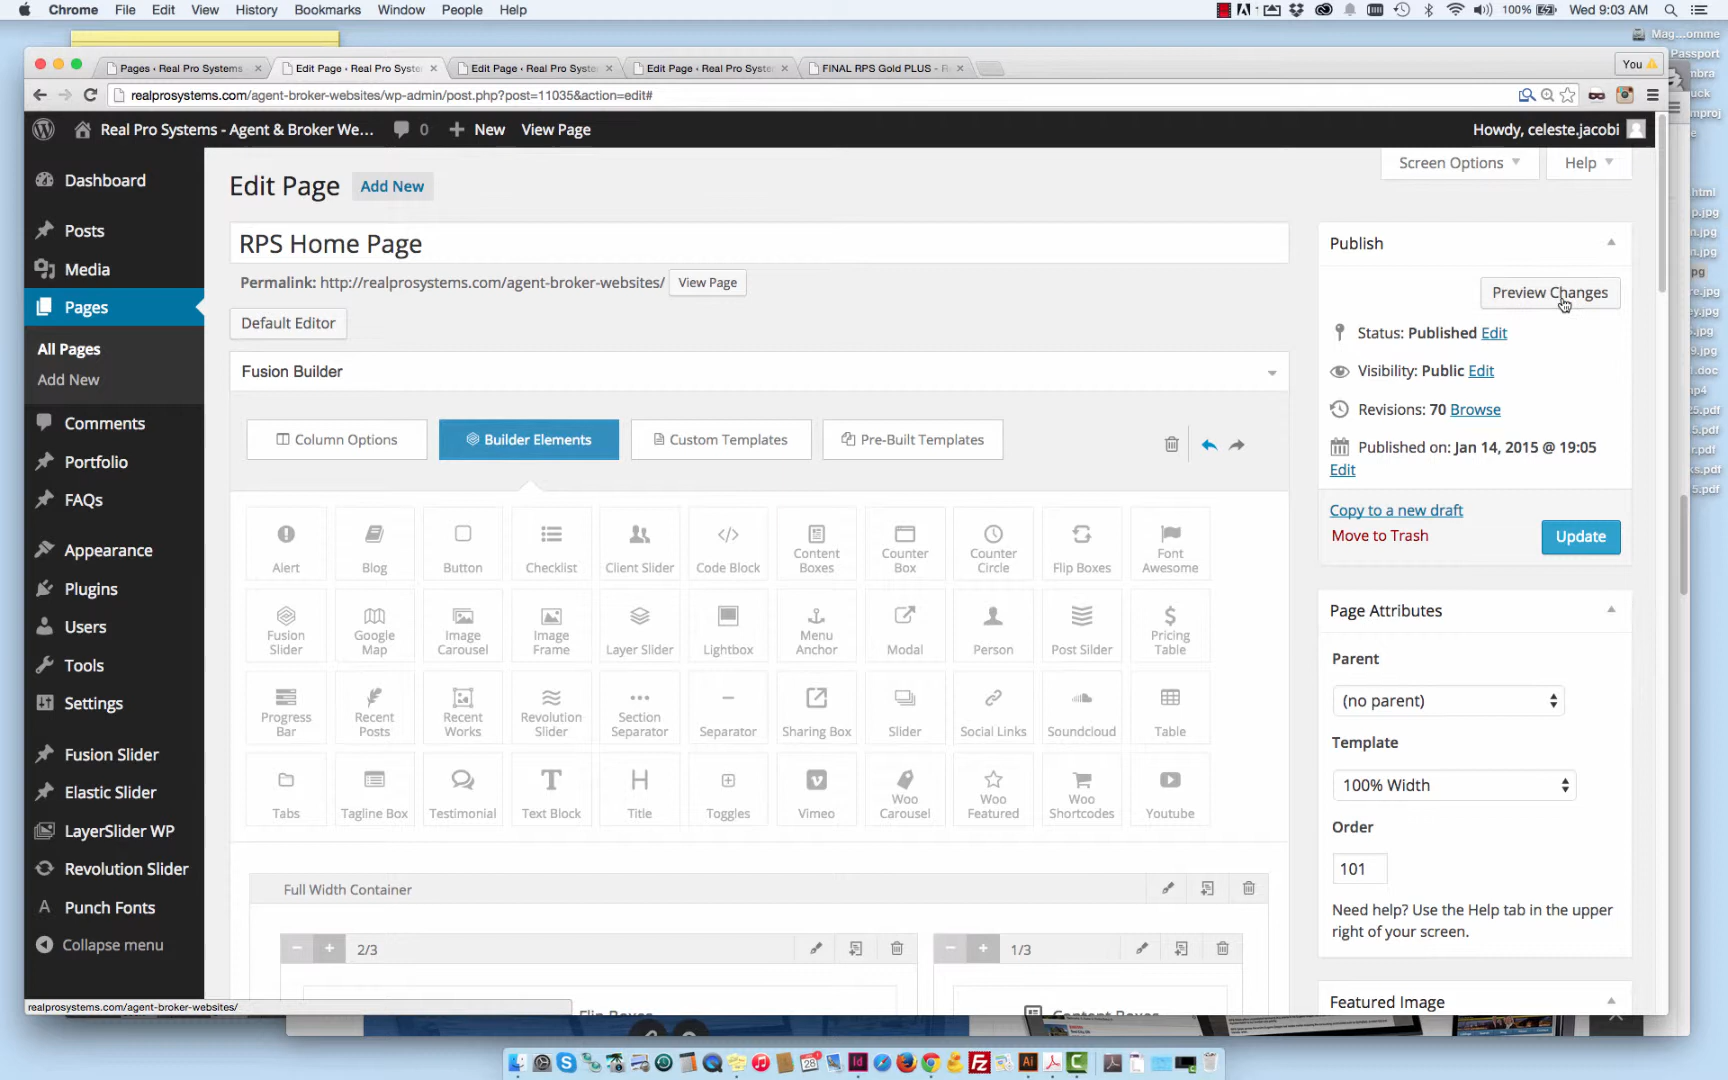 Chrome File Edit View History Bookmarks Window People Help
100% Wed 9:03 AM
Pages ‹ Real Pro Systems
Edit Page ‹ Real Pro Syste
Edit Page ‹ Real Pro Syste
Edit Page ‹ Real Pro Syste
FINAL RPS Gold PLUS - R
You
realprosystems.com/agent-broker-websites/wp-admin/post.php?post=11035&action=edit#
Real Pro Systems - Agent & Broker We...
0
New
View Page
Howdy, celeste.jacobi
Screen Options
Help
Dashboard
Posts
Media
Pages
All Pages
Add New
Comments
Portfolio
FAQs
Appearance
Plugins
Users
Tools
Settings
Fusion Slider
Elastic Slider
LayerSlider WP
Revolution Slider
Punch Fonts
Collapse menu
realprosystems.com/agent-broker-websites/
Edit Page
Add New
RPS Home Page
Permalink: http://realprosystems.com/agent-broker-websites/
View Page
Default Editor
Fusion Builder
Column Options
Builder Elements
Custom Templates
Pre-Built Templates
Alert
Blog
Button
Checklist
Client Slider
Code Block
Content
Boxes
Counter
Box
Counter
Circle
Flip Boxes
Font
Awesome
Fusion
Slider
Google
Map
Image
Carousel
Image
Frame
Layer Slider
Lightbox
Menu
Anchor
Modal
Person
Post Silder
Pricing
Table
Progress
Bar
Recent
Posts
Recent
Works
Revolution
Slider
Section
Separator
Separator
Sharing Box
Slider
Social Links
Soundcloud
Table
Tabs
Tagline Box
Testimonial
Text Block
Title
Toggles
Vimeo
Woo
Carousel
Woo
Featured
Woo
Shortcodes
Youtube
Full Width Container
2/3
1/3
Flip Boxes
Content Boxes
Publish
Preview Changes
Status: Published Edit
Visibility: Public Edit
Revisions: 70 Browse
Published on: Jan 14, 2015 @ 19:05
Edit
Copy to a new draft
Move to Trash
Update
Page Attributes
Parent
(no parent)
Template
100% Width
Order
101
Need help? Use the Help tab in the upper
right of your screen.
Featured Image